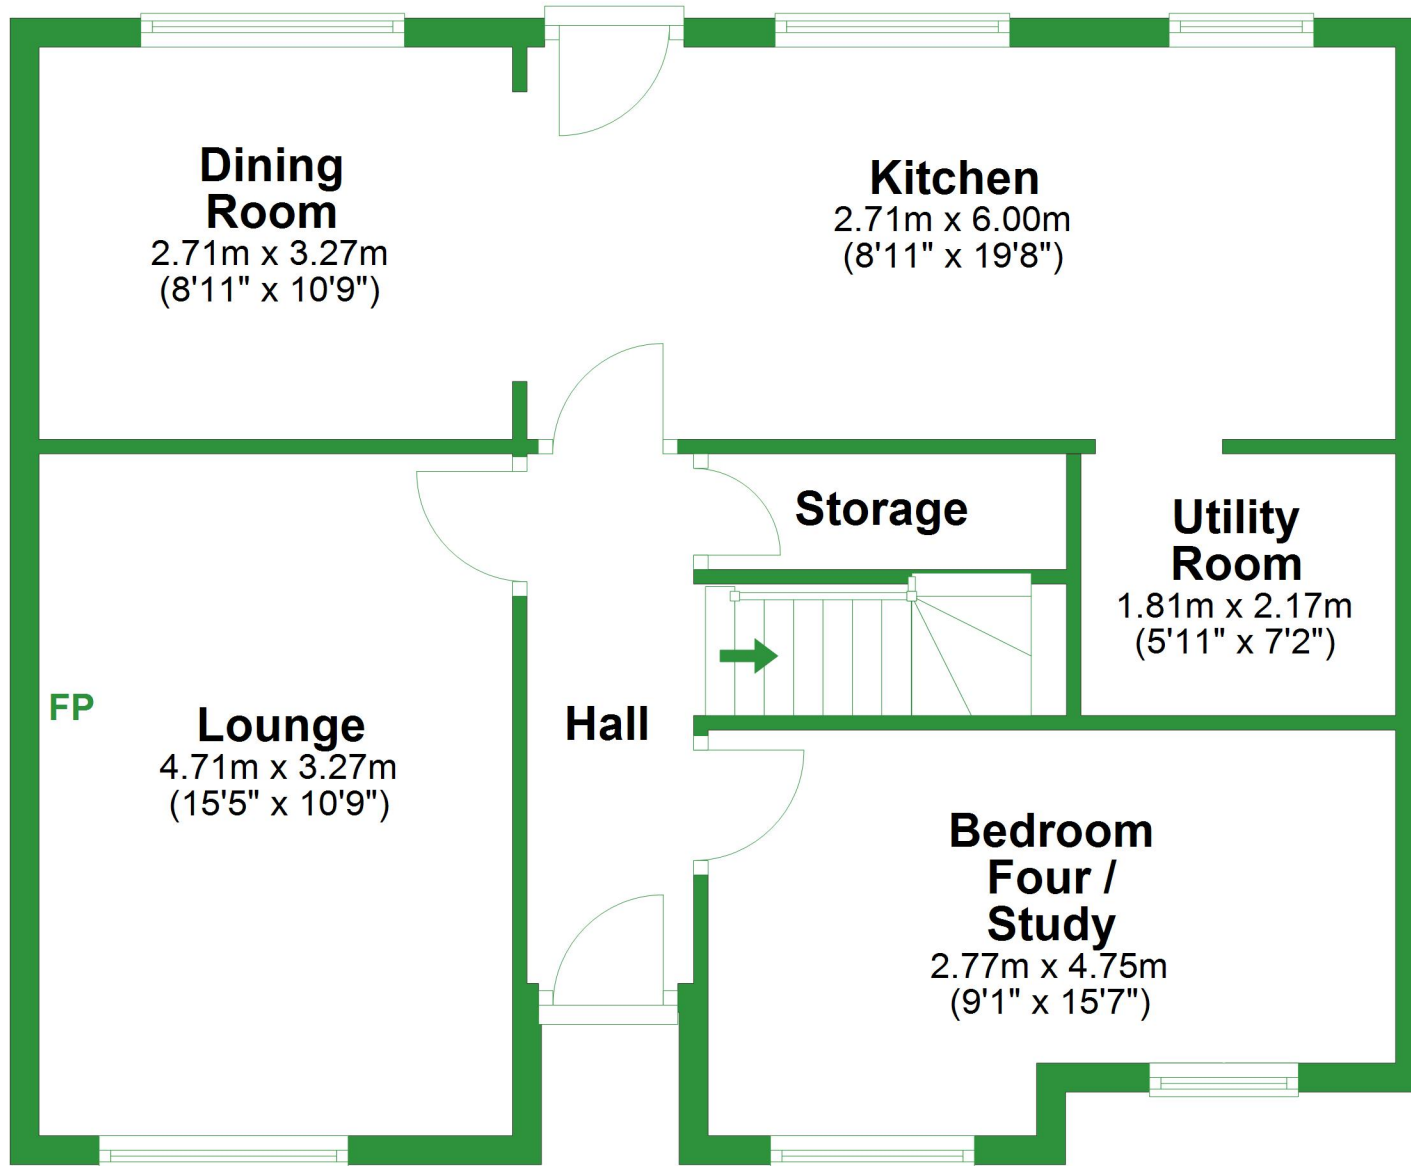 Dining
Room
2.71m x 3.27m
(8'11" x 10'9")
Kitchen
2.71m x 6.00m
(8'11" x 19'8")
Storage
Utility
Room
1.81m x 2.17m
(5'11" x 7'2")
FP
Lounge
4.71m x 3.27m
(15'5" x 10'9")
Hall
Bedroom
Four /
Study
2.77m x 4.75m
(9'1" x 15'7")